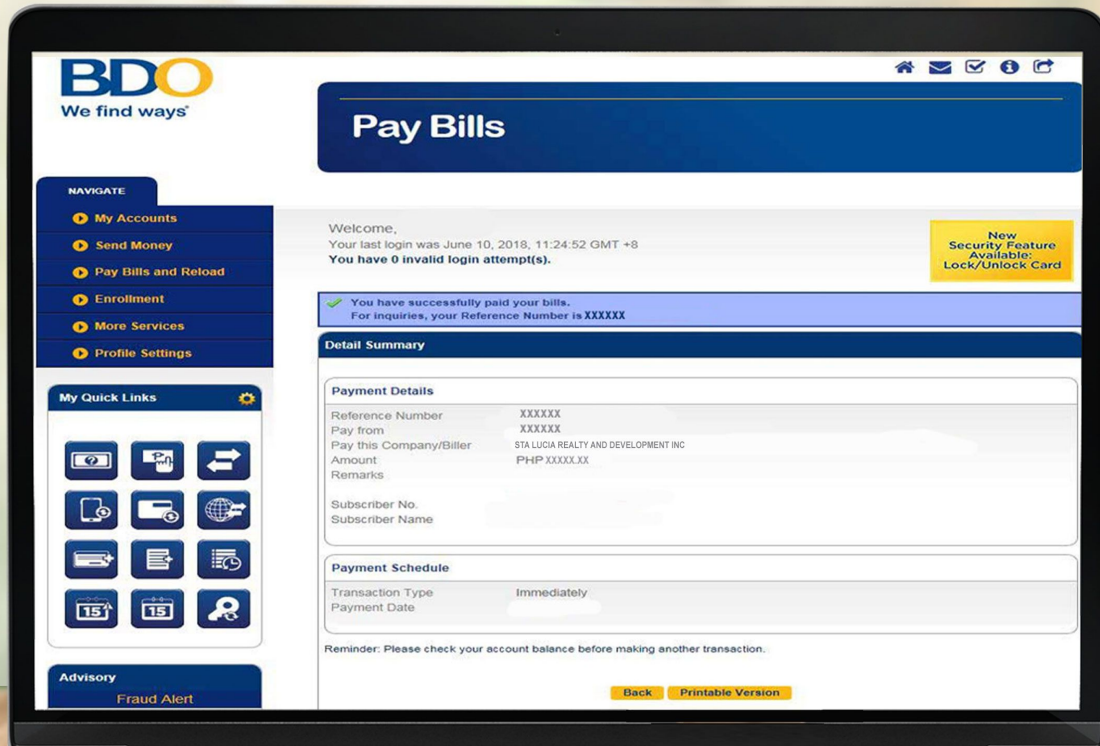 BDO
We find ways
Pay Bills
NAVIGATE
My Accounts
Send Money
Pay Bills and Reload
Enrollment
More Services
Profile Settings
Welcome,
Your last login was June 10, 2018, 11:24:52 GMT +8
You have 0 invalid login attempt(s).
New
Security Feature
Available:
Lock/Unlock Card
You have successfully paid your bills.
For inquiries, your Reference Number is XXXXXX
Detail Summary
Payment Details
Reference Number XXXXXX
Pay from XXXXXX
Pay this Company/Biller STA LUCIA REALTY AND DEVELOPMENT INC
Amount PHP XXXXX.XX
Remarks
Subscriber No.
Subscriber Name
Payment Schedule
Transaction Type Immediately
Payment Date
Reminder: Please check your account balance before making another transaction.
Back Printable Version
My Quick Links
15 15
Advisory
Fraud Alert